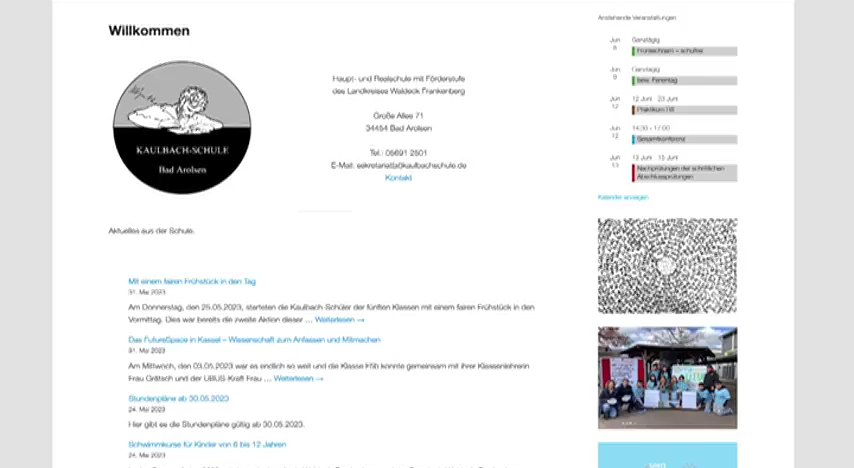 Willkommen
KAULBACH-SCHULE
Bad Arolsen
Haupt- und Realschule mit Förderstufe
des Landkreises Waldeck Frankenberg
Große Allee 71
34454 Bad Arolsen
Tel.: 05691 2501
E-Mail: sekretariat(at)kaulbachschule.de
Kontakt
Aktuelles aus der Schule:
Mit einem fairen Frühstück in den Tag
31. Mai 2023
Am Donnerstag, den 25.05.2023, starteten die Kaulbach-Schüler der fünften Klassen mit einem fairen Frühstück in den
Vormittag. Dies war bereits die zweite Aktion dieser … Weiterlesen →
Das FutureSpace in Kassel – Wissenschaft zum Anfassen und Mitmachen
31. Mai 2023
Am Mittwoch, den 03.05.2023 war es endlich so weit und die Klasse konnte gemeinsam mit ihrer Klassenlehrerin
Frau Grätsch und der UBUS Kraft Frau … Weiterlesen →
Stundenpläne ab 30.05.2023
24. Mai 2023
Hier gibt es die Stundenpläne gültig ab 30.05.2023.
Schwimmkurse für Kinder von 6 bis 12 Jahren
24. Mai 2023
Anstehende Veranstaltungen
Jun
8
Ganztägig
Fronleichnam – schulfrei
Jun
9
Ganztägig
bew. Ferientag
Jun
12
12 Juni - 23 Juni
Praktikum
Jun
12
14:30 - 17:00
Gesamtkonferenz
Jun
13
13 Juni - 15 Juni
Nachprüfungen der schriftlichen
Abschlussprüfungen
Kalender anzeigen